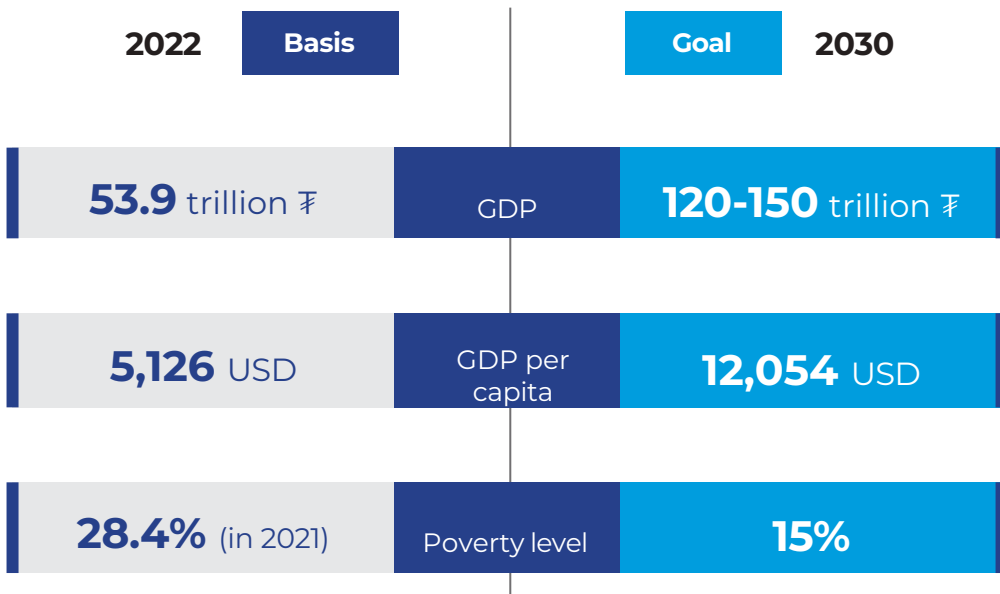 2022 Basis Goal 2030
53.9 trillion ₮ GDP 120-150 trillion ₮
5,126 USD GDP per 12,054 USD
capita
28.4% (in 2021) Poverty level 15%